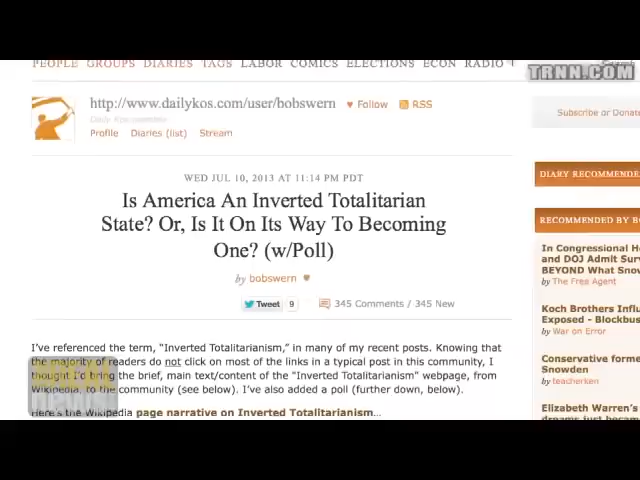 PEOPLE GROUPS DIARIES TAGS LABOR COMICS ELECTIONS ECON RADIO
TRNN.COM
http://www.dailykos.com/user/bobswern ♥ Follow RSS
Daily Kos
Profile Diaries (list) Stream
Subscribe or Donate
WED JUL 10, 2013 AT 11:14 PM PDT
Is America An Inverted Totalitarian
State? Or, Is It On Its Way To Becoming
One? (w/Poll)
by bobswern ♥
Tweet 9 345 Comments / 345 New
I've referenced the term, "Inverted Totalitarianism," in many of my recent posts. Knowing that
the majority of readers do not click on most of the links in a typical post in this community, I
thought I'd bring the brief, main text/content of the "Inverted Totalitarianism" webpage, from
Wikipedia, to the community (see below). I've also added a poll (further down, below).
Here's the Wikipedia page narrative on Inverted Totalitarianism...
DIARY RECOMMENDE
RECOMMENDED BY B
In Congressional H
and DOJ Admit Surv
BEYOND What Snow
by The Free Agent
Koch Brothers Influ
Exposed - Blockbus
by War on Error
Conservative forme
Snowden
by teacherken
Elizabeth Warren's
dreams just became